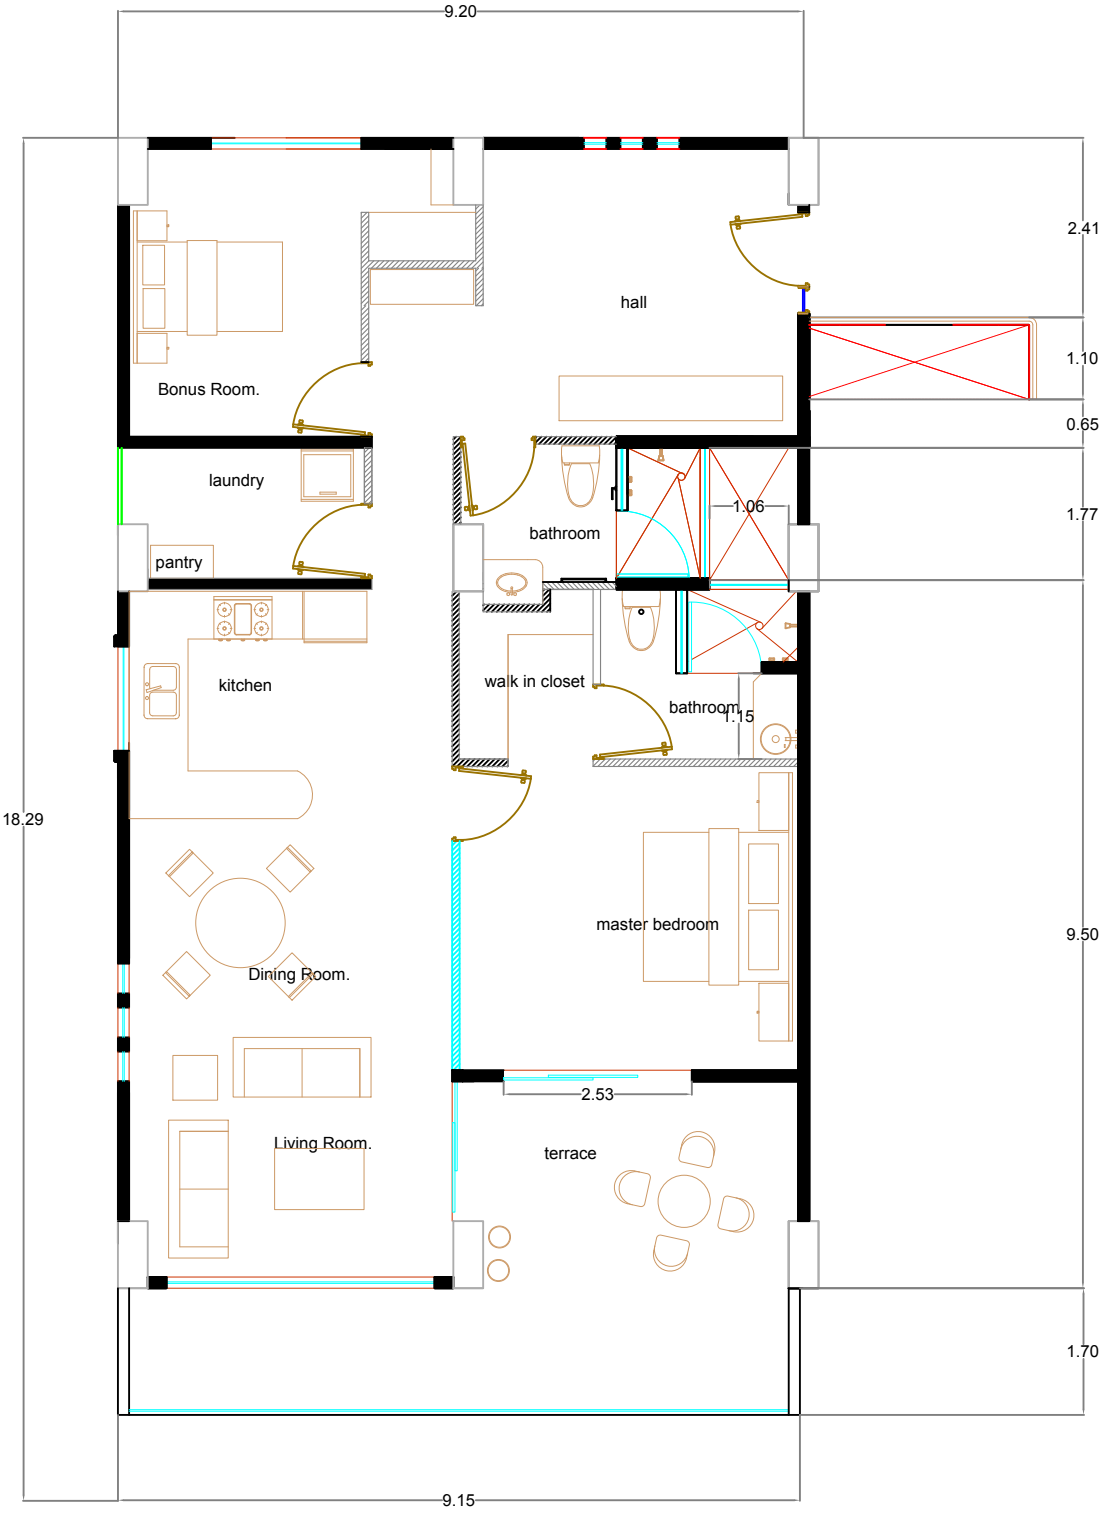 9.20
2.41
hall
1.10
Bonus Room.
0.65
laundry
1.06
1.77
bathroom
pantry
walk in closet
kitchen
bathroom
1.15
18.29
master bedroom
9.50
Dining Room.
2.53
Living Room.
terrace
1.70
9.15